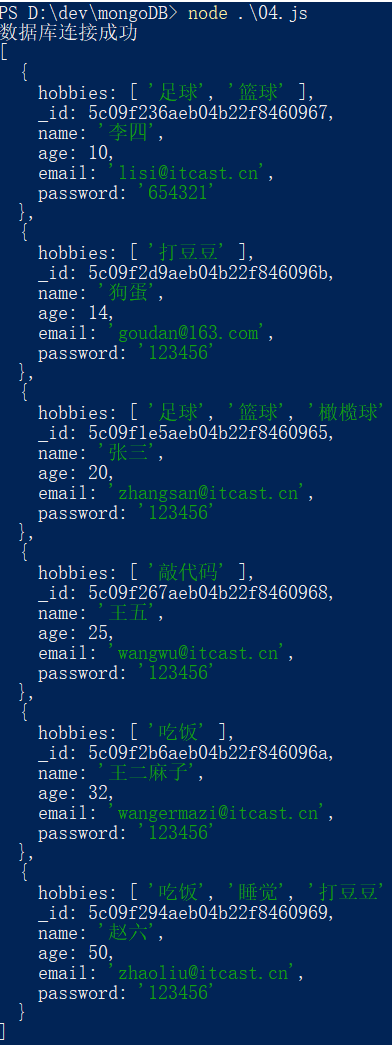 PS D:\dev\mongoDB> node .\04.js
数据库连接成功
[
  {
    hobbies: [ '足球', '篮球' ],
    _id: 5c09f236aeb04b22f8460967,
    name: '李四',
    age: 10,
    email: 'lisi@itcast.cn',
    password: '654321'
  },
  {
    hobbies: [ '打豆豆' ],
    _id: 5c09f2d9aeb04b22f846096b,
    name: '狗蛋',
    age: 14,
    email: 'goudan@163.com',
    password: '123456'
  },
  {
    hobbies: [ '足球', '篮球', '橄榄球'
    _id: 5c09f1e5aeb04b22f8460965,
    name: '张三',
    age: 20,
    email: 'zhangsan@itcast.cn',
    password: '123456'
  },
  {
    hobbies: [ '敲代码' ],
    _id: 5c09f267aeb04b22f8460968,
    name: '王五',
    age: 25,
    email: 'wangwu@itcast.cn',
    password: '123456'
  },
  {
    hobbies: [ '吃饭' ],
    _id: 5c09f2b6aeb04b22f846096a,
    name: '王二麻子',
    age: 32,
    email: 'wangermazi@itcast.cn',
    password: '123456'
  },
  {
    hobbies: [ '吃饭', '睡觉', '打豆豆'
    _id: 5c09f294aeb04b22f8460969,
    name: '赵六',
    age: 50,
    email: 'zhaoliu@itcast.cn',
    password: '123456'
  }
]